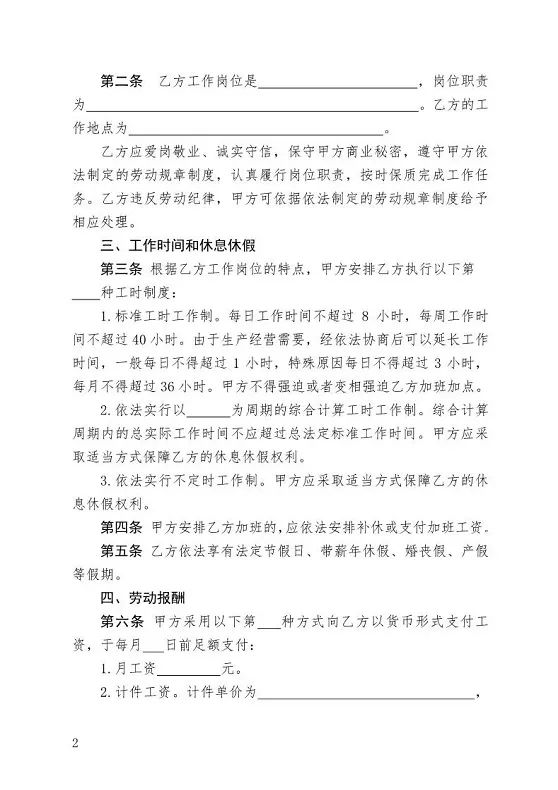 第二条 乙方工作岗位是____________________，岗位职责
为________________________________________。乙方的工
作地点为______________________________。
乙方应爱岗敬业、诚实守信，保守甲方商业秘密，遵守甲方依
法制定的劳动规章制度，认真履行岗位职责，按时保质完成工作任
务。乙方违反劳动纪律，甲方可依据依法制定的劳动规章制度给予
相应处理。
三、工作时间和休息休假
第三条 根据乙方工作岗位的特点，甲方安排乙方执行以下第
____种工时制度：
1.标准工时工作制。每日工作时间不超过 8 小时，每周工作时
间不超过 40 小时。由于生产经营需要，经依法协商后可以延长工作
时间，一般每日不得超过 1 小时，特殊原因每日不得超过 3 小时，
每月不得超过 36 小时。甲方不得强迫或者变相强迫乙方加班加点。
2.依法实行以______为周期的综合计算工时工作制。综合计算
周期内的总实际工作时间不应超过总法定标准工作时间。甲方应采
取适当方式保障乙方的休息休假权利。
3.依法实行不定时工作制。甲方应采取适当方式保障乙方的休
息休假权利。
第四条 甲方安排乙方加班的，应依法安排补休或支付加班工资。
第五条 乙方依法享有法定节假日、带薪年休假、婚丧假、产假
等假期。
四、劳动报酬
第六条 甲方采用以下第___种方式向乙方以货币形式支付工
资，于每月___日前足额支付：
1.月工资________元。
2.计件工资。计件单价为___________________________，
2